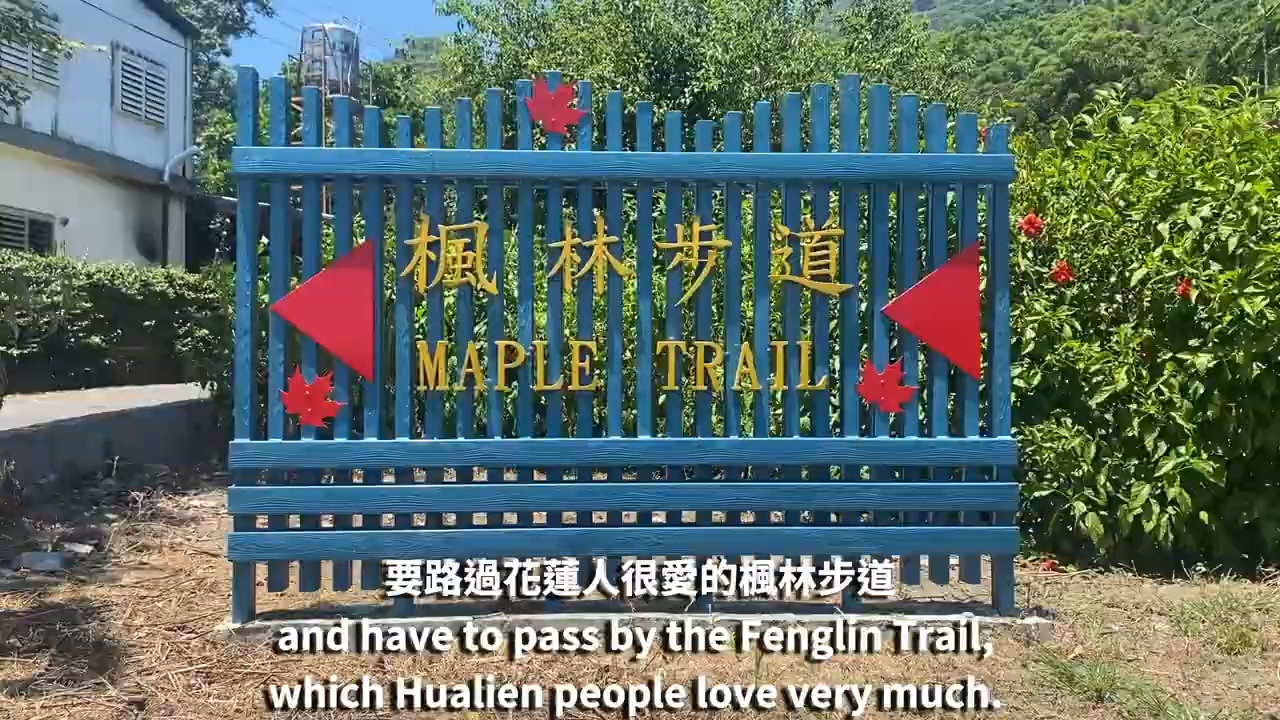 楓林步道
MAPLE TRAIL
要路過花蓮人很愛的楓林步道
and have to pass by the Fenglin Trail,
which Hualien people love very much.